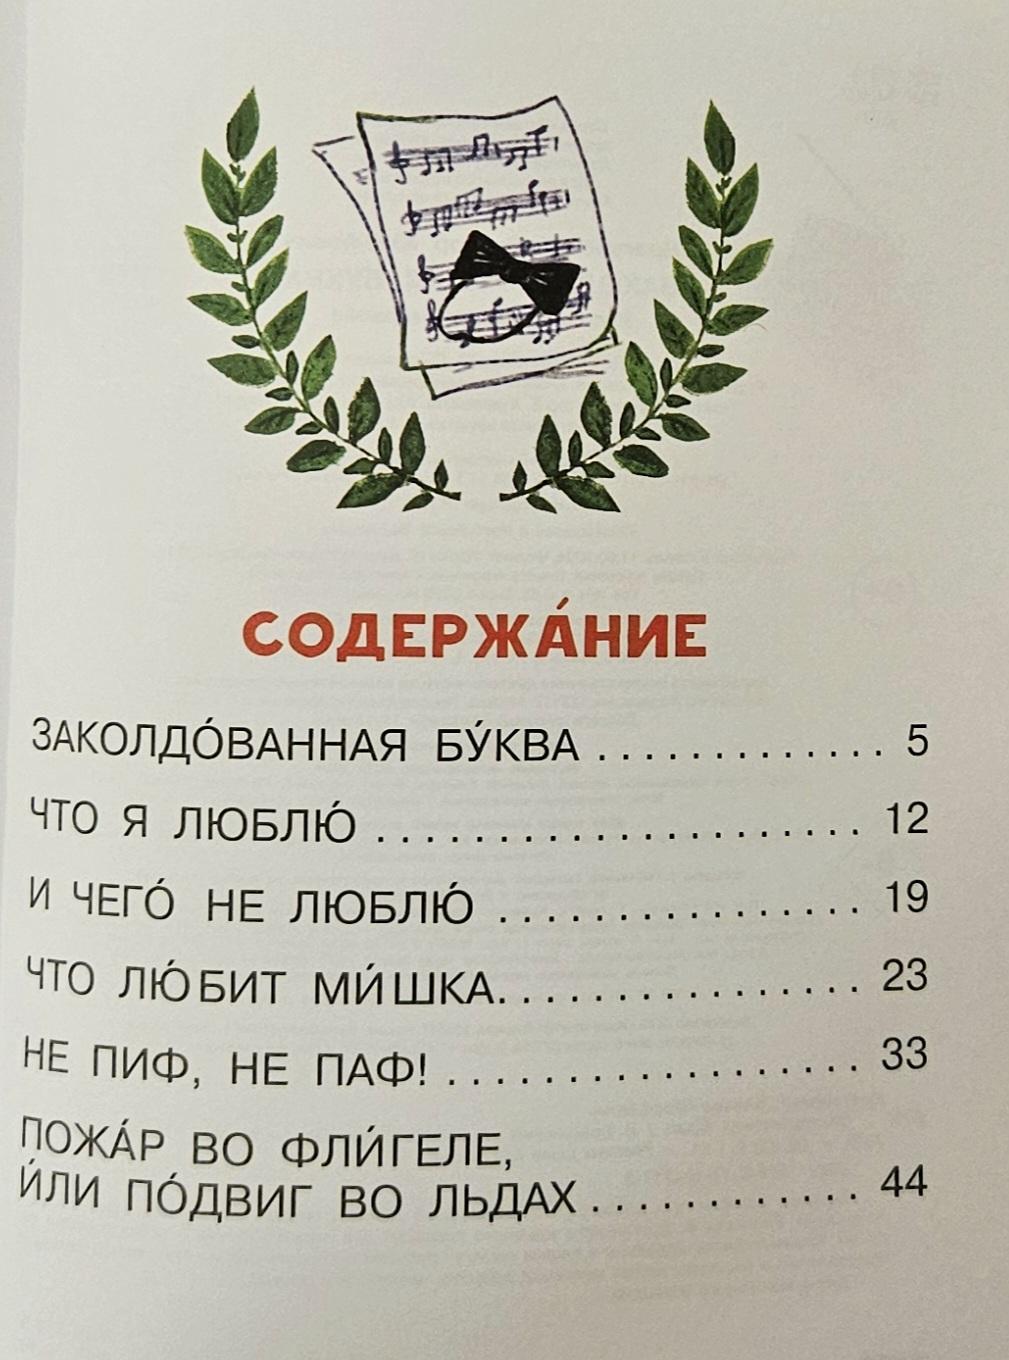 СОДЕРЖА́НИЕ
ЗАКОЛДО́ВАННАЯ БУ́КВА . . . . . . . . . . . . . . 5
ЧТО Я ЛЮБЛЮ́ . . . . . . . . . . . . . . . . . . . . . . . 12
И ЧЕГО́ НЕ ЛЮБЛЮ́ . . . . . . . . . . . . . . . . . 19
ЧТО ЛЮ́БИТ МИ́ШКА. . . . . . . . . . . . . . . . . 23
НЕ ПИФ, НЕ ПАФ! . . . . . . . . . . . . . . . . . . . 33
ПОЖА́Р ВО ФЛИ́ГЕЛЕ,
И́ЛИ ПО́ДВИГ ВО ЛЬДАХ . . . . . . . . . . . . . 44